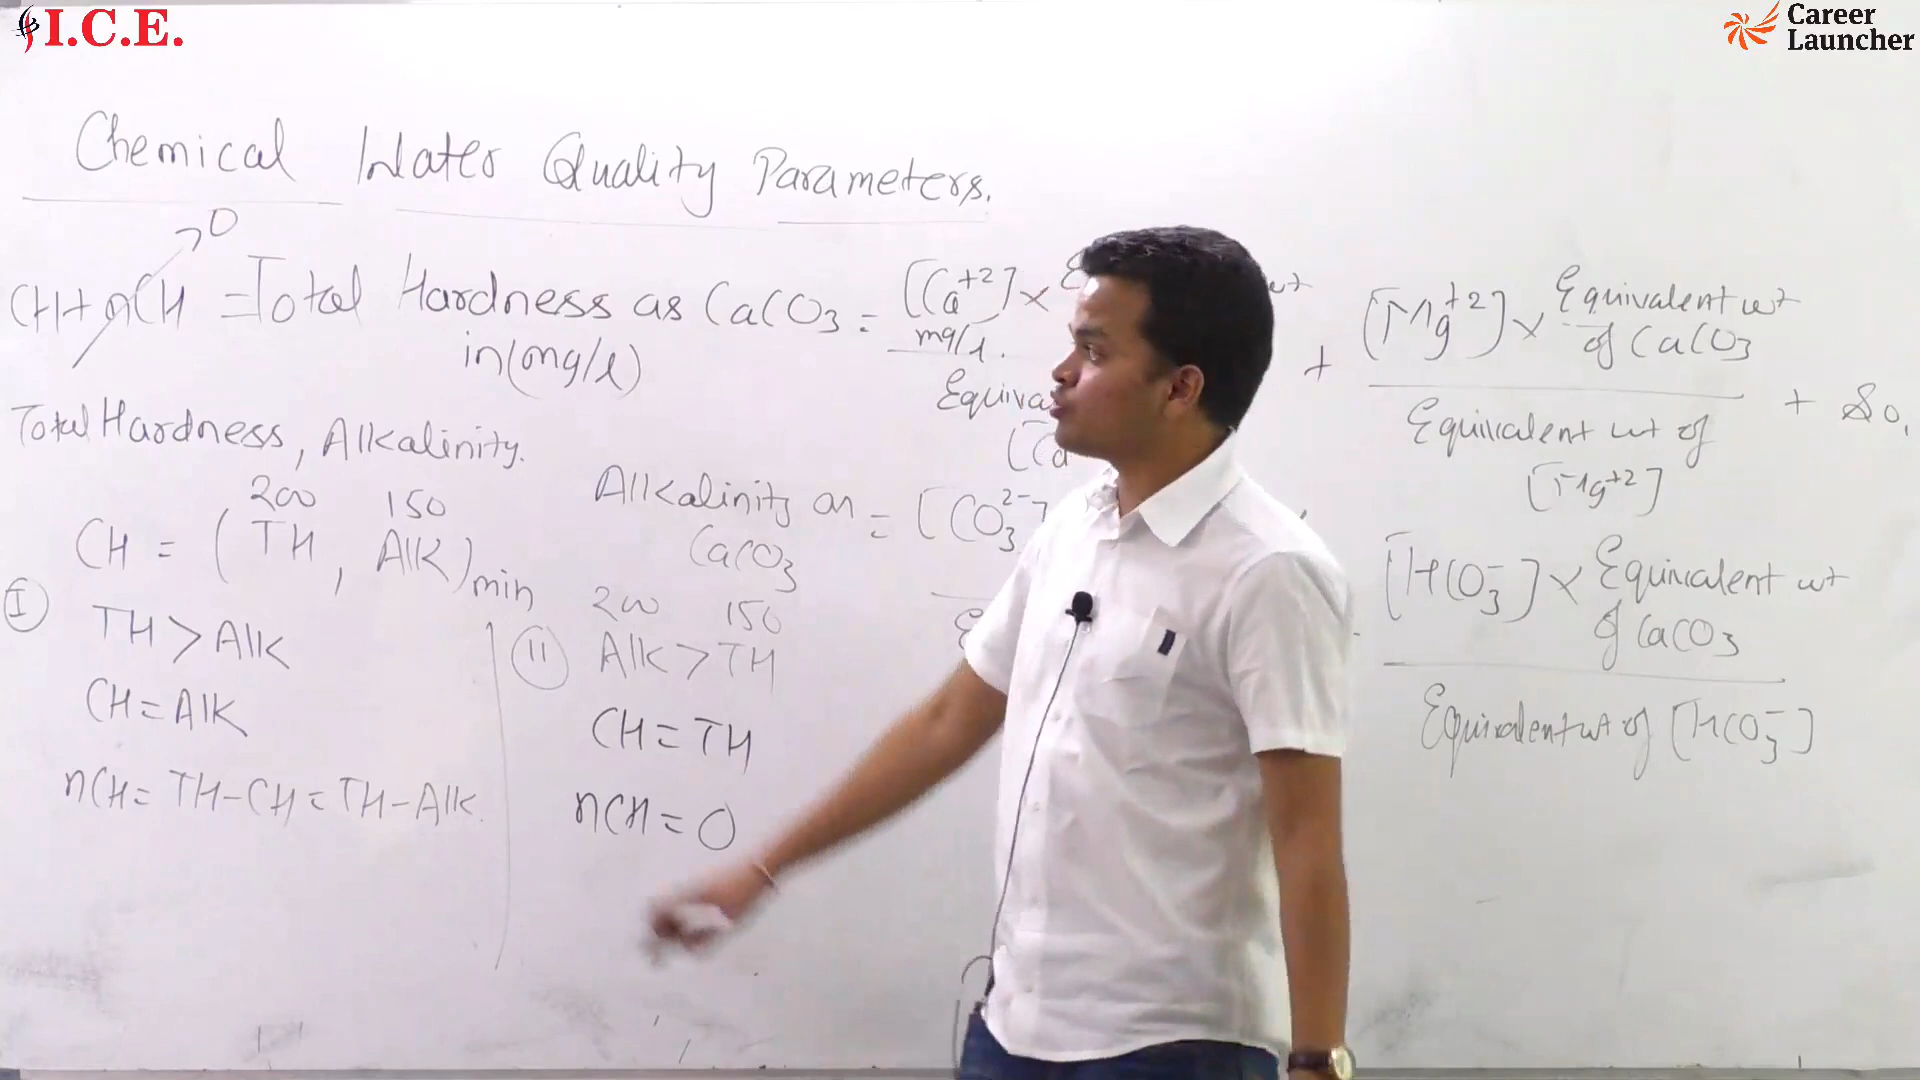 I.C.E.
Career
Launcher
Chemical Water Quality Parameters.
0
CH + nCH = Total Hardness as CaCO3 = [Ca+2] × + [Mg+2] × Equivalent wt
in (mg/l) mg/l. of CaCO3
Equivalent wt of + So,
[Mg+2]
Total Hardness, Alkalinity.
200 150
CH = (TH, Alk)min
Alkalinity as = [CO3 2-]
CaCO3
[HCO3-] × Equivalent wt
of CaCO3
Equivalent wt of [HCO3-]
I
TH > Alk
CH = Alk
nCH = TH - CH = TH - Alk.
200 150
II Alk > TH
CH = TH
nCH = 0